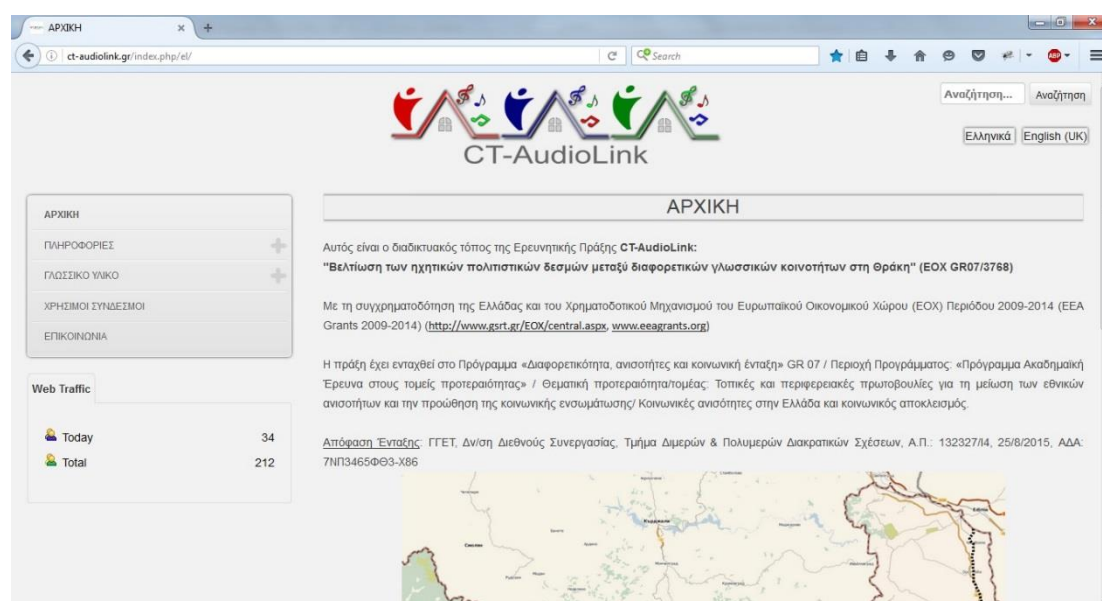 ΑΡΧΙΚΗ
ct-audiolink.gr/index.php/el/
Search
ABP
CT-AudioLink
Αναζήτηση...
Αναζήτηση
Ελληνικά
English (UK)
ΑΡΧΙΚΗ
ΠΛΗΡΟΦΟΡΙΕΣ
ΓΛΩΣΣΙΚΟ ΥΛΙΚΟ
ΧΡΗΣΙΜΟΙ ΣΥΝΔΕΣΜΟΙ
ΕΠΙΚΟΙΝΩΝΙΑ
Web Traffic
Today 34
Total 212
ΑΡΧΙΚΗ
Αυτός είναι ο διαδικτυακός τόπος της Ερευνητικής Πράξης CT-AudioLink:
"Βελτίωση των ηχητικών πολιτιστικών δεσμών μεταξύ διαφορετικών γλωσσικών κοινοτήτων στη Θράκη" (ΕΟΧ GR07/3768)
Με τη συγχρηματοδότηση της Ελλάδας και του Χρηματοδοτικού Μηχανισμού του Ευρωπαϊκού Οικονομικού Χώρου (ΕΟΧ) Περιόδου 2009-2014 (EEA
Grants 2009-2014) (http://www.gsrt.gr/EOX/central.aspx, www.eeagrants.org)
Η πράξη έχει ενταχθεί στο Πρόγραμμα «Διαφορετικότητα, ανισότητες και κοινωνική ένταξη» GR 07 / Περιοχή Προγράμματος: «Πρόγραμμα Ακαδημαϊκή
Έρευνα στους τομείς προτεραιότητας» / Θεματική προτεραιότητα/τομέας: Τοπικές και περιφερειακές πρωτοβουλίες για τη μείωση των εθνικών
ανισοτήτων και την προώθηση της κοινωνικής ενσωμάτωσης/ Κοινωνικές ανισότητες στην Ελλάδα και κοινωνικός αποκλεισμός.
Απόφαση Ένταξης: ΓΓΕΤ, Δν/ση Διεθνούς Συνεργασίας, Τμήμα Διμερών & Πολυμερών Διακρατικών Σχέσεων, Α.Π.: 132327/Ι4, 25/8/2015, ΑΔΑ:
7ΝΠ3465ΦΘ3-Χ86
Кърджали
Смолян